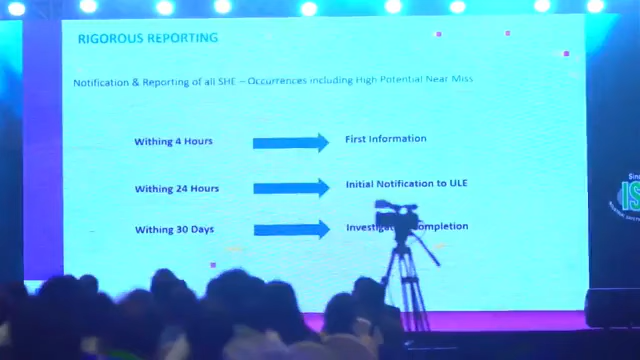 RIGOROUS REPORTING
Notification & Reporting of all SHE – Occurrences including High Potential Near Miss
Withing 4 Hours
First Information
Withing 24 Hours
Initial Notification to ULE
Withing 30 Days